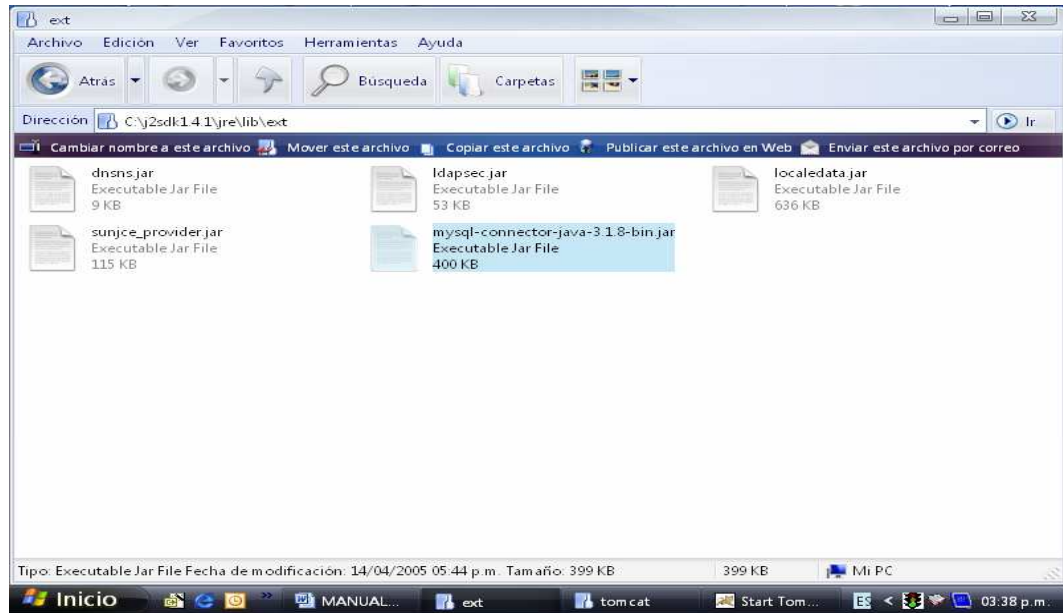 ext
Archivo Edición Ver Favoritos Herramientas Ayuda
Atrás Búsqueda Carpetas
Dirección C:\j2sdk1.4.1\jre\lib\ext Ir
Cambiar nombre a este archivo Mover este archivo Copiar este archivo Publicar este archivo en Web Enviar este archivo por correo
dnsns.jar
Executable Jar File
9 KB
ldapsec.jar
Executable Jar File
53 KB
localedata.jar
Executable Jar File
636 KB
sunjce_provider.jar
Executable Jar File
115 KB
mysql-connector-java-3.1.8-bin.jar
Executable Jar File
400 KB
Tipo: Executable Jar File Fecha de modificación: 14/04/2005 05:44 p.m. Tamaño: 399 KB 399 KB Mi PC
Inicio » MANUAL... ext tomcat Start Tom... ES < 03:38 p.m.